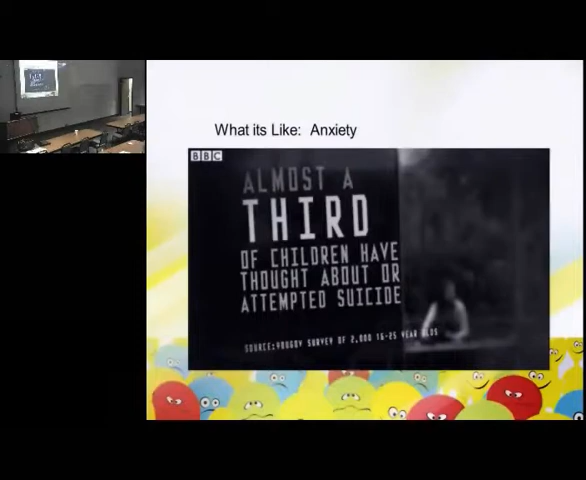 What its Like: Anxiety
BBC
ALMOST A
THIRD
OF CHILDREN HAVE
THOUGHT ABOUT OR
ATTEMPTED SUICIDE
SOURCE: YOUGOV SURVEY OF 2,000 16-25 YEAR OLDS